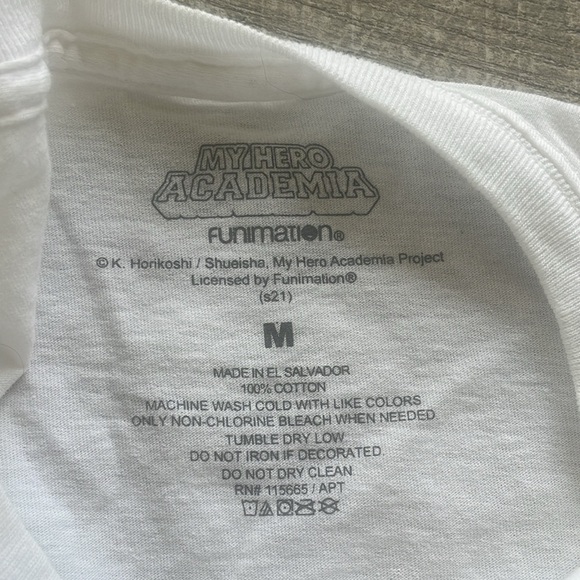 MY HERO
ACADEMIA
FUNIMATION®
© K. Horikoshi / Shueisha, My Hero Academia Project
Licensed by Funimation®
(s21)
M
MADE IN EL SALVADOR
100% COTTON
MACHINE WASH COLD WITH LIKE COLORS
ONLY NON-CHLORINE BLEACH WHEN NEEDED
TUMBLE DRY LOW
DO NOT IRON IF DECORATED
DO NOT DRY CLEAN
RN# 115665 / APT